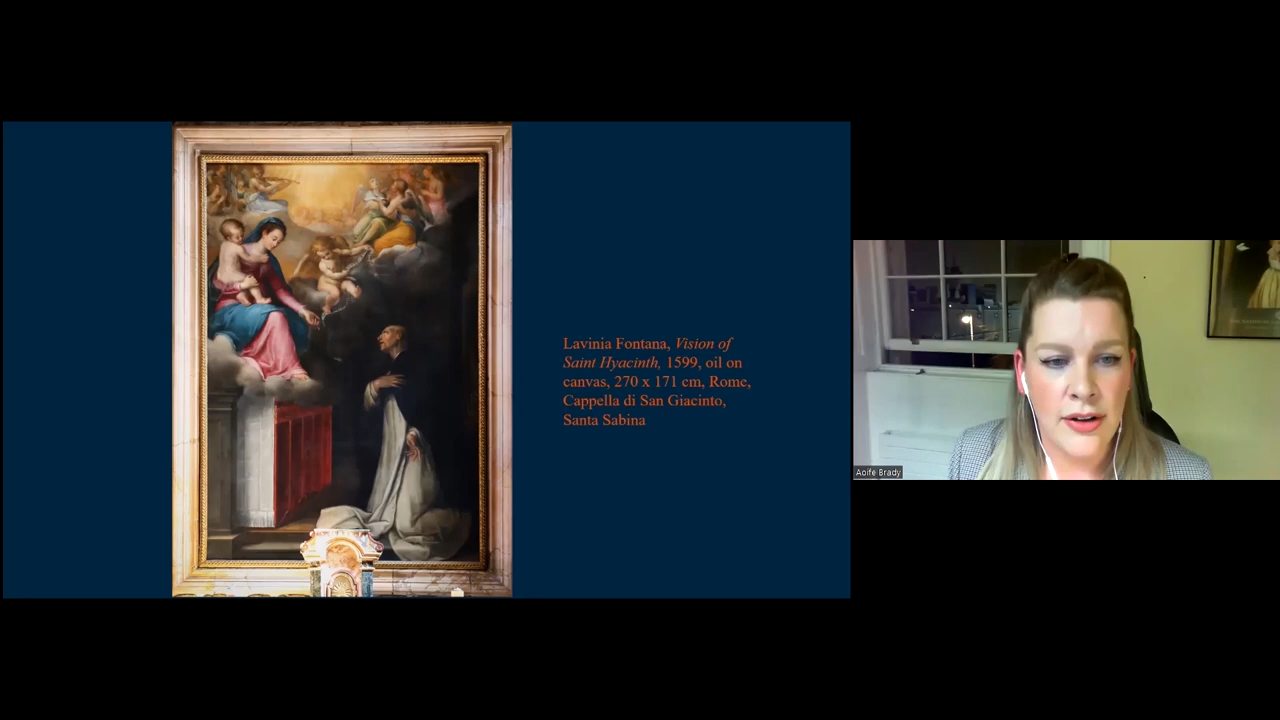 Lavinia Fontana, Vision of
Saint Hyacinth, 1599, oil on
canvas, 270 x 171 cm, Rome,
Cappella di San Giacinto,
Santa Sabina
Aoife Brady